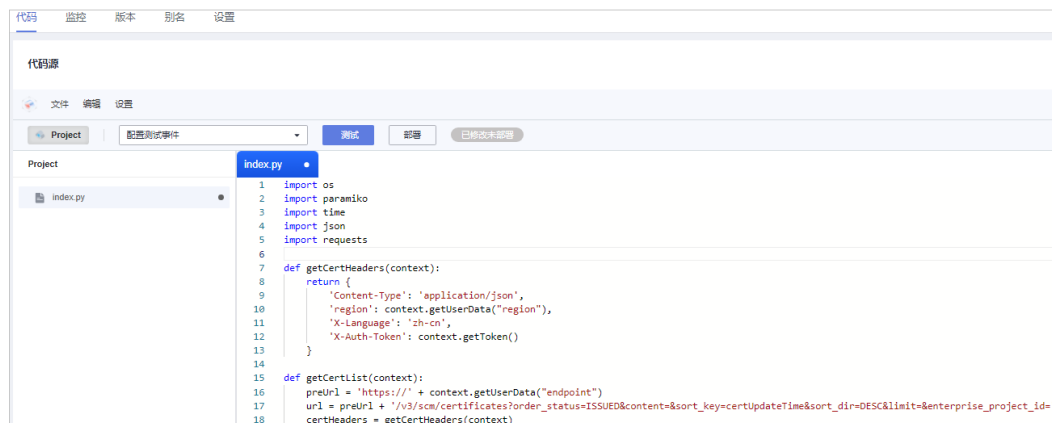 代码 监控 版本 别名 设置
代码源
文件 编辑 设置
Project 配置测试事件 测试 部署 已修改未部署
Project index.py
index.py
1 import os
2 import paramiko
3 import time
4 import json
5 import requests
6
7 def getCertHeaders(context):
8 return {
9 'Content-Type': 'application/json',
10 'region': context.getUserData("region"),
11 'X-Language': 'zh-cn',
12 'X-Auth-Token': context.getToken()
13 }
14
15 def getCertList(context):
16 preUrl = 'https://' + context.getUserData("endpoint")
17 url = preUrl + '/v3/scm/certificates?order_status=ISSUED&content=&sort_key=certUpdateTime&sort_dir=DESC&limit=&enterprise_project_id=
18 certHeaders = getCertHeaders(context)